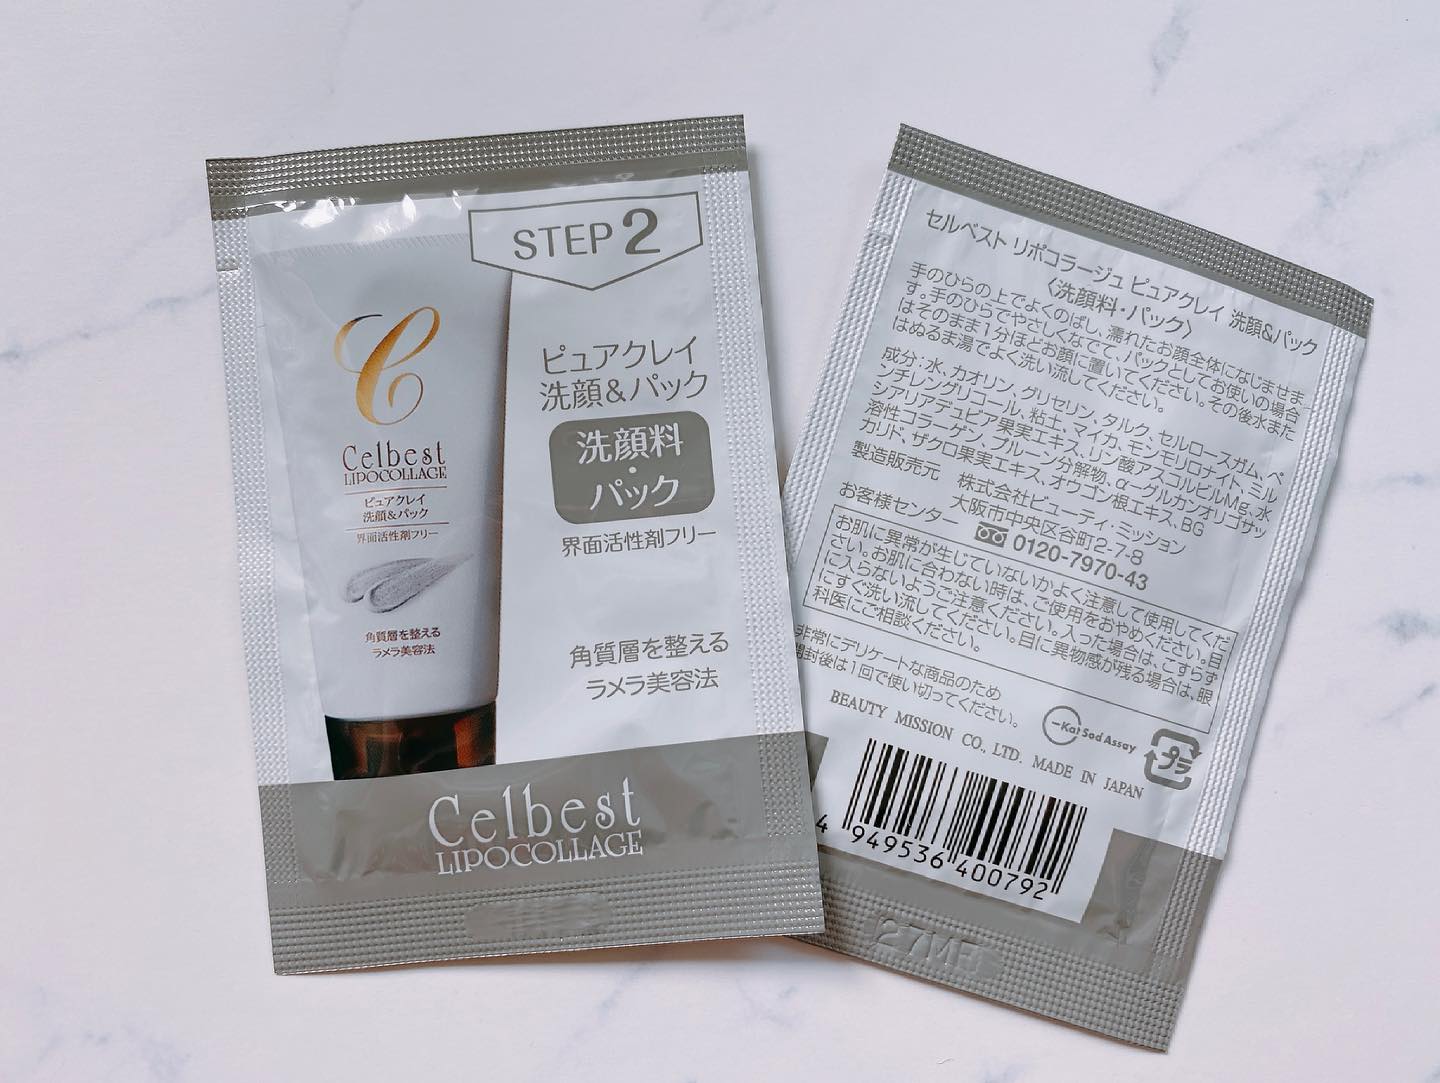 STEP 2
ピュアクレイ
洗顔&パック
洗顔料
・
パック
界面活性剤フリー
角質層を整える
ラメラ美容法
C
Celbest
LIPOCOLLAGE
ピュアクレイ
洗顔&パック
界面活性剤フリー
角質層を整える
ラメラ美容法
Celbest
LIPOCOLLAGE
セルベスト リポコラージュ ピュアクレイ 洗顔&パック
〈洗顔料・パック〉
手のひらの上でよくのばし、濡れたお顔全体になじませま
す。手のひらでやさしくなでて、パックとしてお使いの場合
はそのまま1分ほどお顔に置いてください。その後水また
はぬるま湯でよく洗い流してください。
成分:水、カオリン、グリセリン、タルク、セルロースガム、ペ
ンチレングリコール、粘土、マイカ、モンモリロナイト、ミル
シアリアデュビア果実エキス、リン酸アスコルビルMg、水
溶性コラーゲン、プルーン分解物、α-グルカンオリゴサッ
カリド、ザクロ果実エキス、オウゴン根エキス、BG
製造販売元 株式会社ビューティ・ミッション
大阪市中央区谷町2-7-8
お客様センター 0120-7970-43
お肌に異常が生じていないかよく注意して使用してくだ
さい。お肌に合わない時は、ご使用をおやめください。目
に入らないようご注意ください。入った場合は、こすらず
にすぐ洗い流してください。目に異物感が残る場合は、眼
科医にご相談ください。
非常にデリケートな商品のため
開封後は1回で使い切ってください。
Kat Sod Assay
プラ
BEAUTY MISSION CO., LTD. MADE IN JAPAN
4 949536 400792